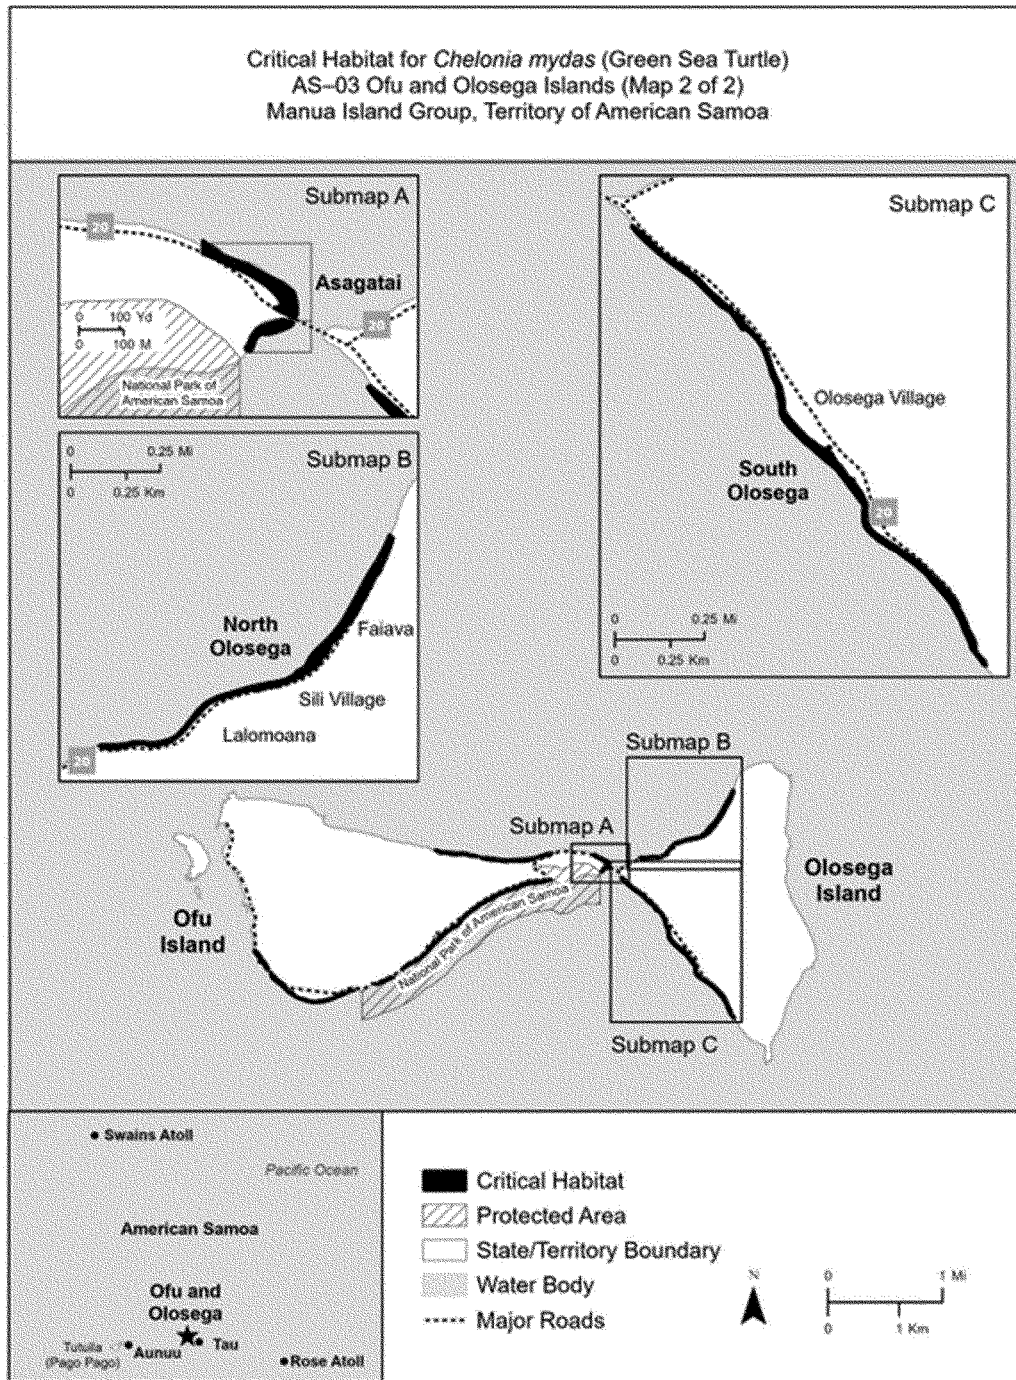 Critical Habitat for Chelonia mydas (Green Sea Turtle)
AS–03 Ofu and Olosega Islands (Map 2 of 2)
Manua Island Group, Territory of American Samoa
Submap A
20
Asagatai
20
0 100 Yd
0 100 M
National Park of
American Samoa
Submap C
Olosega Village
South
Olosega
20
0 0.25 Mi
0 0.25 Km
Submap B
0 0.25 Mi
0 0.25 Km
North
Olosega
Faiava
Sili Village
Lalomoana
Submap B
Submap A
Olosega
Island
Ofu
Island
National Park of American Samoa
Submap C
Swains Atoll
Pacific Ocean
American Samoa
Ofu and
Olosega
Tutuila
(Pago Pago)
Aunuu
Tau
Rose Atoll
Critical Habitat
Protected Area
State/Territory Boundary
Water Body
Major Roads
N
0 1 Mi
0 1 Km